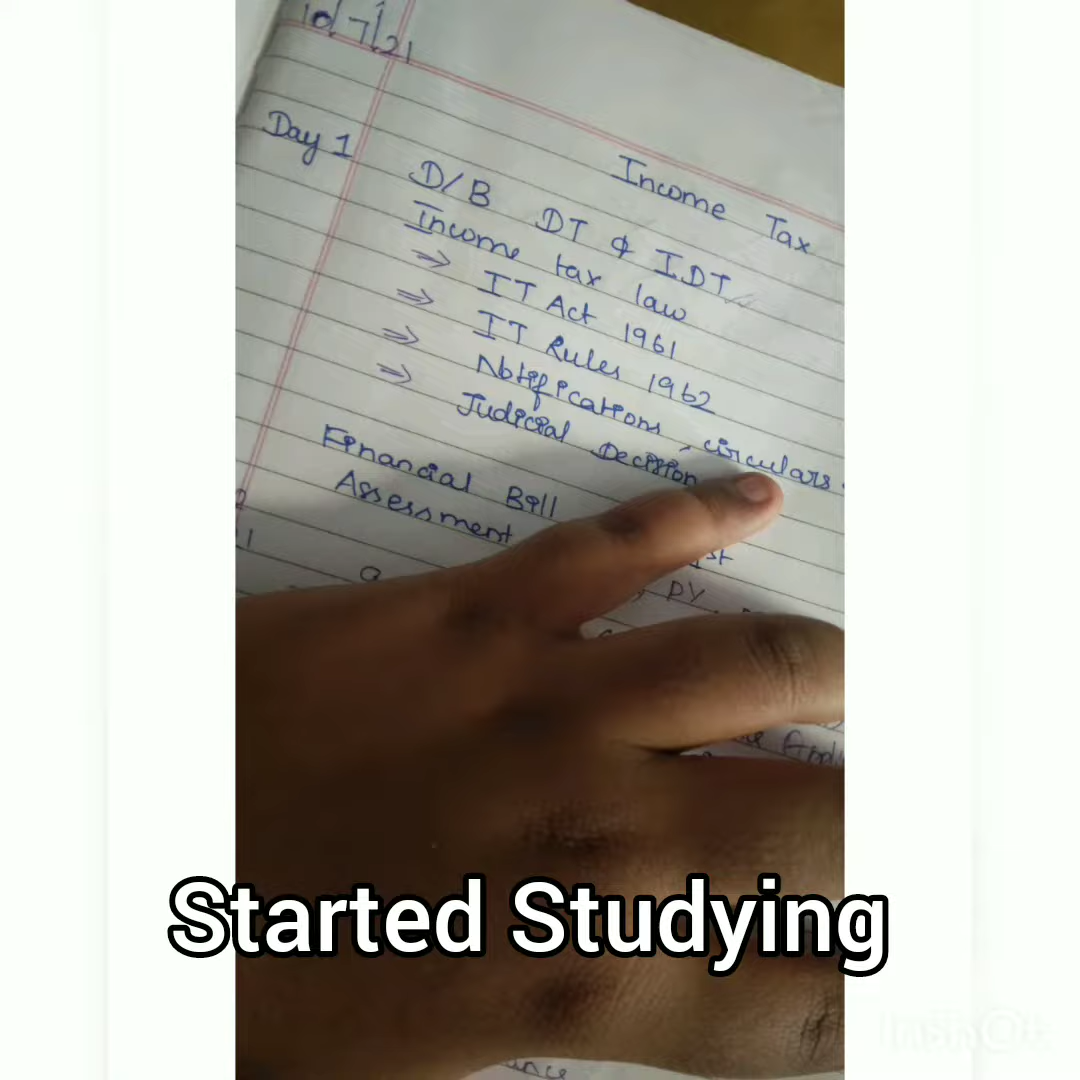 10/7/21
Income Tax
Day 1
D/B DT & I.DT
Income tax law
⇒ IT Act 1961
⇒ IT Rules 1962
⇒ Notifications, circulars.
⇒ Judicial Decision
Financial Bill
Assessment
PY
Started Studying